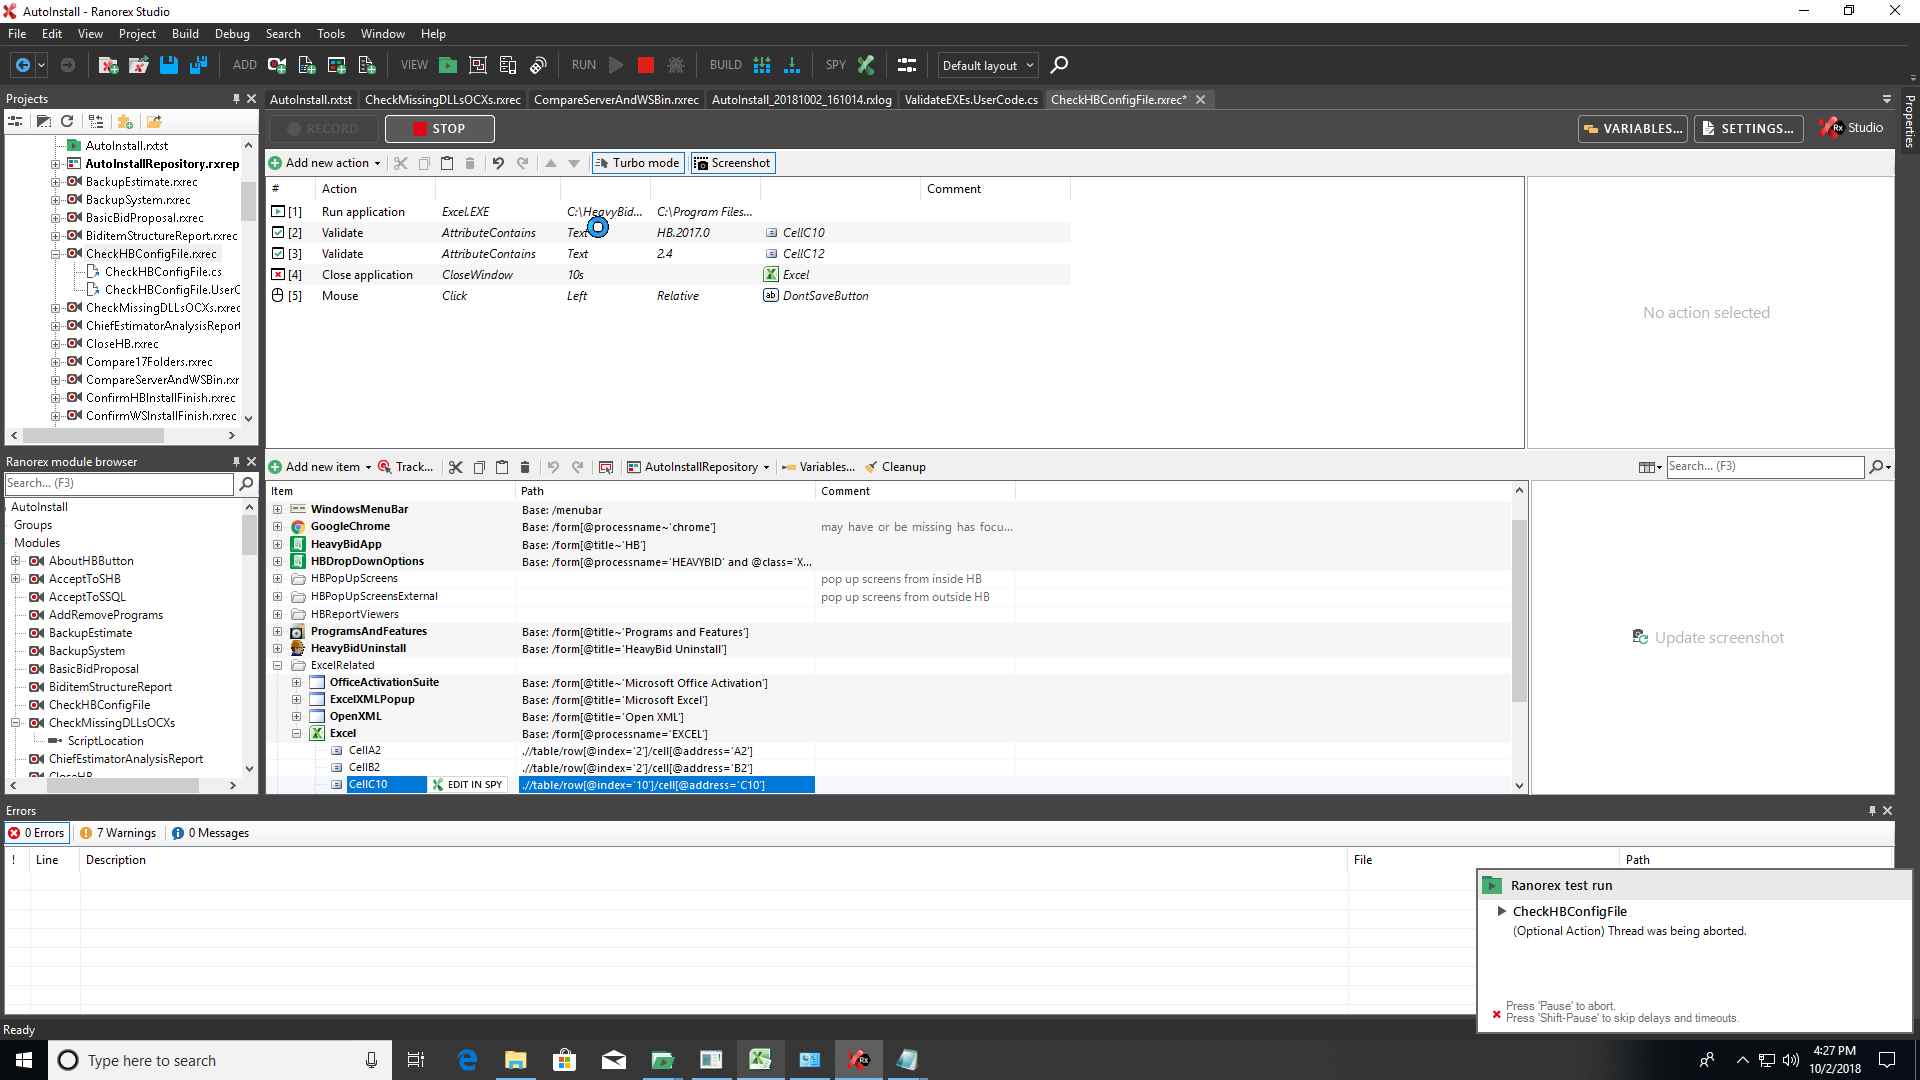 AutoInstall - Ranorex Studio
File Edit View Project Build Debug Search Tools Window Help
ADD VIEW RUN BUILD SPY Default layout
Projects
AutoInstall.rxtst CheckMissingDLLsOCXs.rxrec CompareServerAndWSBin.rxrec AutoInstall_20181002_161014.rxlog ValidateEXEs.UserCode.cs CheckHBConfigFile.rxrec*
Properties
RECORD STOP VARIABLES... SETTINGS... Rx Studio
AutoInstall.rxtst
AutoInstallRepository.rxrep
BackupEstimate.rxrec
BackupSystem.rxrec
BasicBidProposal.rxrec
BiditemStructureReport.rxrec
CheckHBConfigFile.rxrec
CheckHBConfigFile.cs
CheckHBConfigFile.UserC
CheckMissingDLLsOCXs.rxrec
ChiefEstimatorAnalysisReport
CloseHB.rxrec
Compare17Folders.rxrec
CompareServerAndWSBin.rxr
ConfirmHBInstallFinish.rxrec
ConfirmWSInstallFinish.rxrec
Add new action Turbo mode Screenshot
# Action Comment
[1] Run application Excel.EXE C:\HeavyBid... C:\Program Files...
[2] Validate AttributeContains Text HB.2017.0 CellC10
[3] Validate AttributeContains Text 2.4 CellC12
[4] Close application CloseWindow 10s Excel
[5] Mouse Click Left Relative ab DontSaveButton
No action selected
Ranorex module browser
Search... (F3)
AutoInstall
Groups
Modules
AboutHBButton
AcceptToSHB
AcceptToSSQL
AddRemovePrograms
BackupEstimate
BackupSystem
BasicBidProposal
BiditemStructureReport
CheckHBConfigFile
CheckMissingDLLsOCXs
ScriptLocation
ChiefEstimatorAnalysisReport
CloseHB
Add new item Track... AutoInstallRepository Variables... Cleanup Search... (F3)
Item Path Comment
WindowsMenuBar Base: /menubar
GoogleChrome Base: /form[@processname~'chrome'] may have or be missing has focu...
HeavyBidApp Base: /form[@title~'HB']
HBDropDownOptions Base: /form[@processname='HEAVYBID' and @class='X...
HBPopUpScreens pop up screens from inside HB
HBPopUpScreensExternal pop up screens from outside HB
HBReportViewers
ProgramsAndFeatures Base: /form[@title~'Programs and Features']
HeavyBidUninstall Base: /form[@title='HeavyBid Uninstall']
ExcelRelated
OfficeActivationSuite Base: /form[@title~'Microsoft Office Activation']
ExcelXMLPopup Base: /form[@title='Microsoft Excel']
OpenXML Base: /form[@title='Open XML']
Excel Base: /form[@processname='EXCEL']
CellA2 .//table/row[@index='2']/cell[@address='A2']
CellB2 .//table/row[@index='2']/cell[@address='B2']
CellC10 EDIT IN SPY .//table/row[@index='10']/cell[@address='C10']
Update screenshot
Errors
0 Errors 7 Warnings 0 Messages
! Line Description File Path
Ranorex test run
CheckHBConfigFile
(Optional Action) Thread was being aborted.
Press 'Pause' to abort.
Press 'Shift-Pause' to skip delays and timeouts.
Ready
Type here to search
4:27 PM
10/2/2018